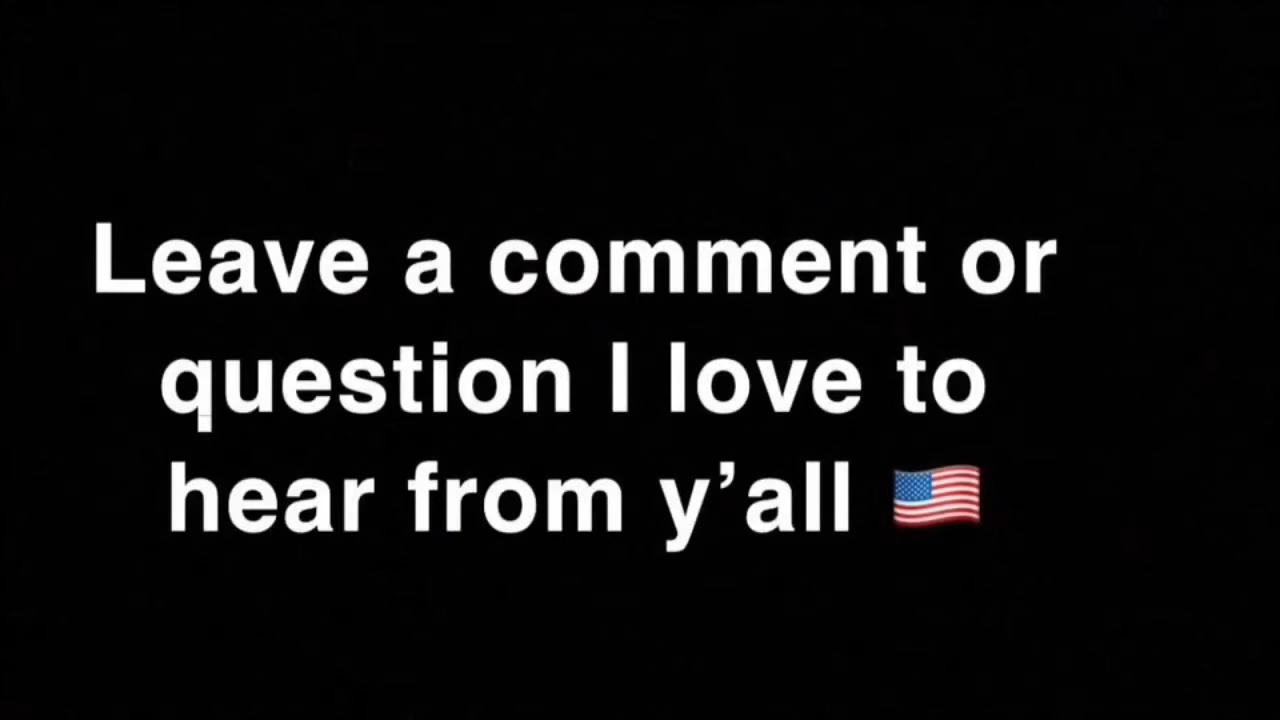 Leave a comment or
question I love to
hear from y’all 🇺🇸